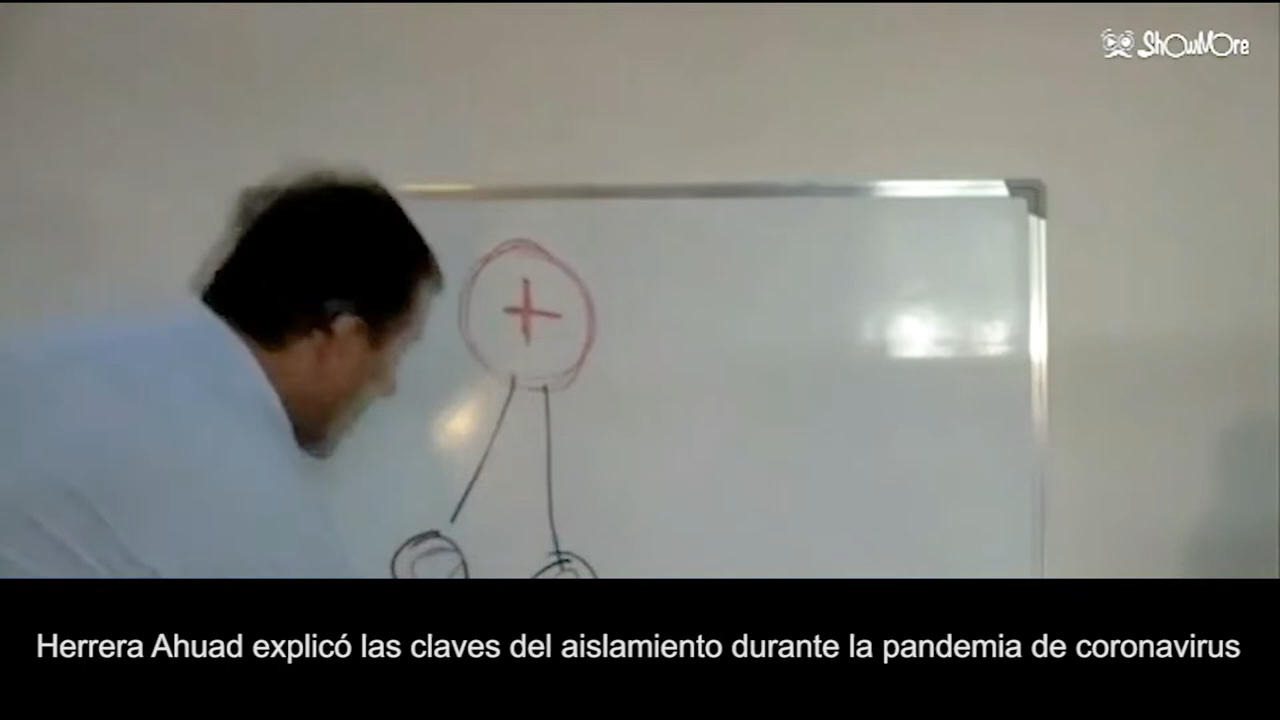 ShowMore
+
Herrera Ahuad explicó las claves del aislamiento durante la pandemia de coronavirus